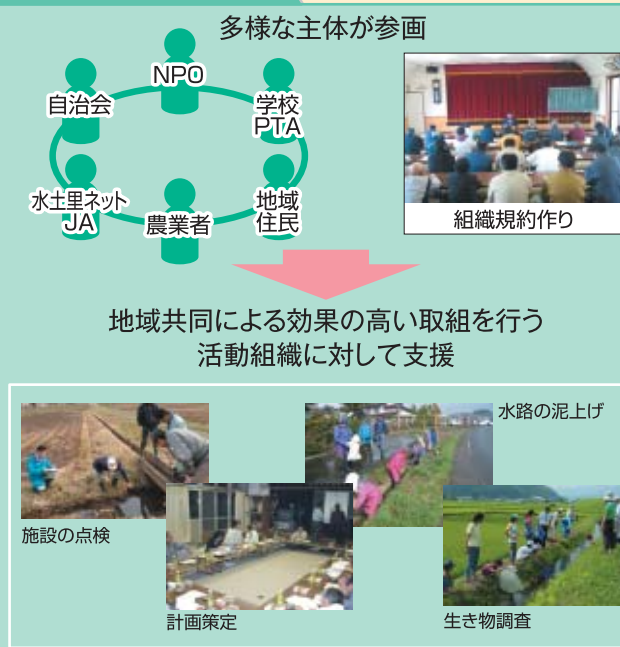 多様な主体が参画
NPO
自治会
学校
PTA
水土里ネット
JA
農業者
地域
住民
組織規約作り
地域共同による効果の高い取組を行う
活動組織に対して支援
水路の泥上げ
施設の点検
計画策定
生き物調査